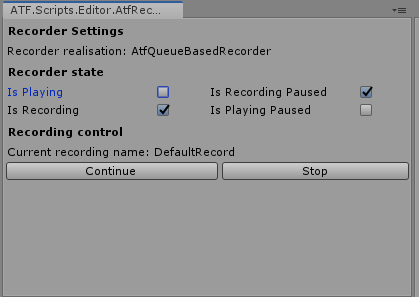 ATF.Scripts.Editor.AtfRec...
Recorder Settings
Recorder realisation: AtfQueueBasedRecorder
Recorder state
Is Playing Is Recording Paused
Is Recording Is Playing Paused
Recording control
Current recording name: DefaultRecord
Continue Stop